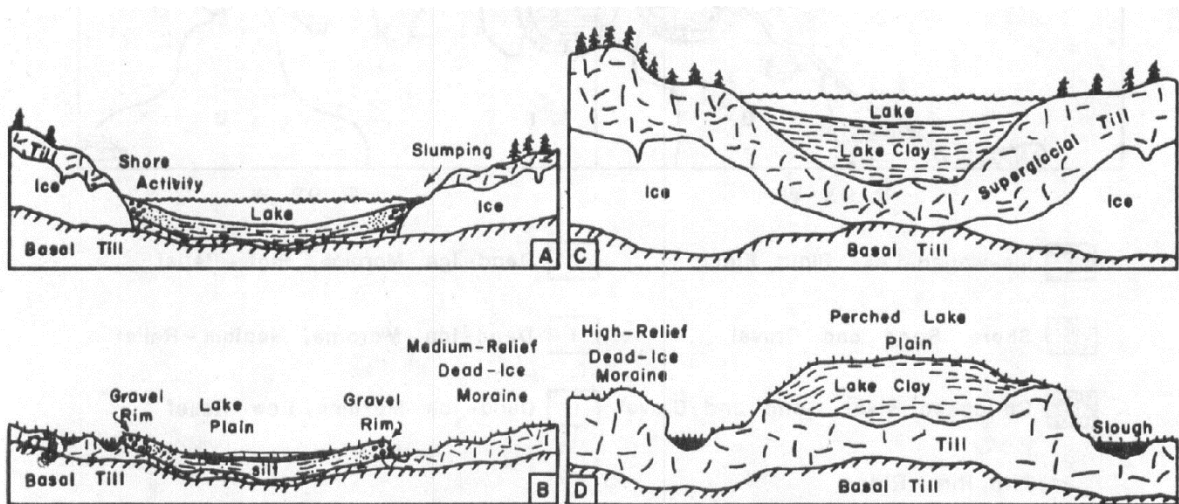 Till
Ice
Shore
Activity
Slumping
Lake
Ice
Basal Till
A
Lake
Lake Clay
Superglacial Till
Ice
Ice
Basal Till
C
Gravel
Rim
Lake
Plain
Medium-Relief
Dead-Ice
Moraine
Gravel
Rim
silt
Basal Till
B
High-Relief
Dead-Ice
Moraine
Perched Lake
Plain
Lake Clay
Till
Slough
Basal Till
D